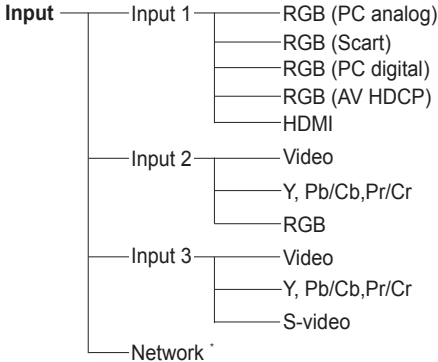 Input Input 1 RGB (PC analog)
RGB (Scart)
RGB (PC digital)
RGB (AV HDCP)
HDMI
Input 2 Video
Y, Pb/Cb,Pr/Cr
RGB
Input 3 Video
Y, Pb/Cb,Pr/Cr
S-video
Network *